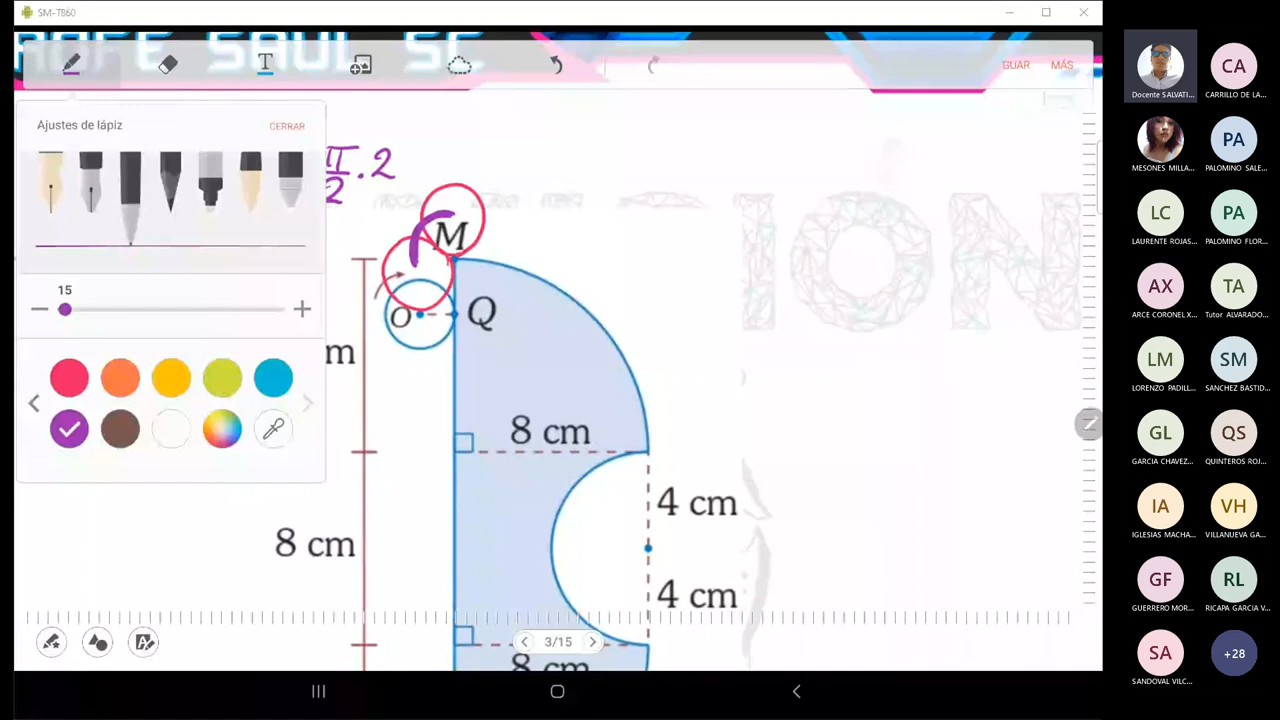 SM-T860
T
GUAR MÁS
Ajustes de lápiz CERRAR
15
π/2 . 2
M
O Q
m
8 cm
4 cm
8 cm
4 cm
8 cm
3/15
Docente SALVATI... CA CARRILLO DE LA...
MESONES MILLA... PA PALOMINO SALE...
LC LAURENTE ROJAS... PA PALOMINO FLOR...
AX ARCE CORONEL X... TA Tutor ALVARADO...
LM LORENZO PADILL... SM SANCHEZ BASTID...
GL GARCIA CHAVEZ... QS QUINTEROS ROJ...
IA IGLESIAS MACHA... VH VILLANUEVA GA...
GF GUERRERO MOR... RL RICAPA GARCIA V...
SA SANDOVAL VILC... +28